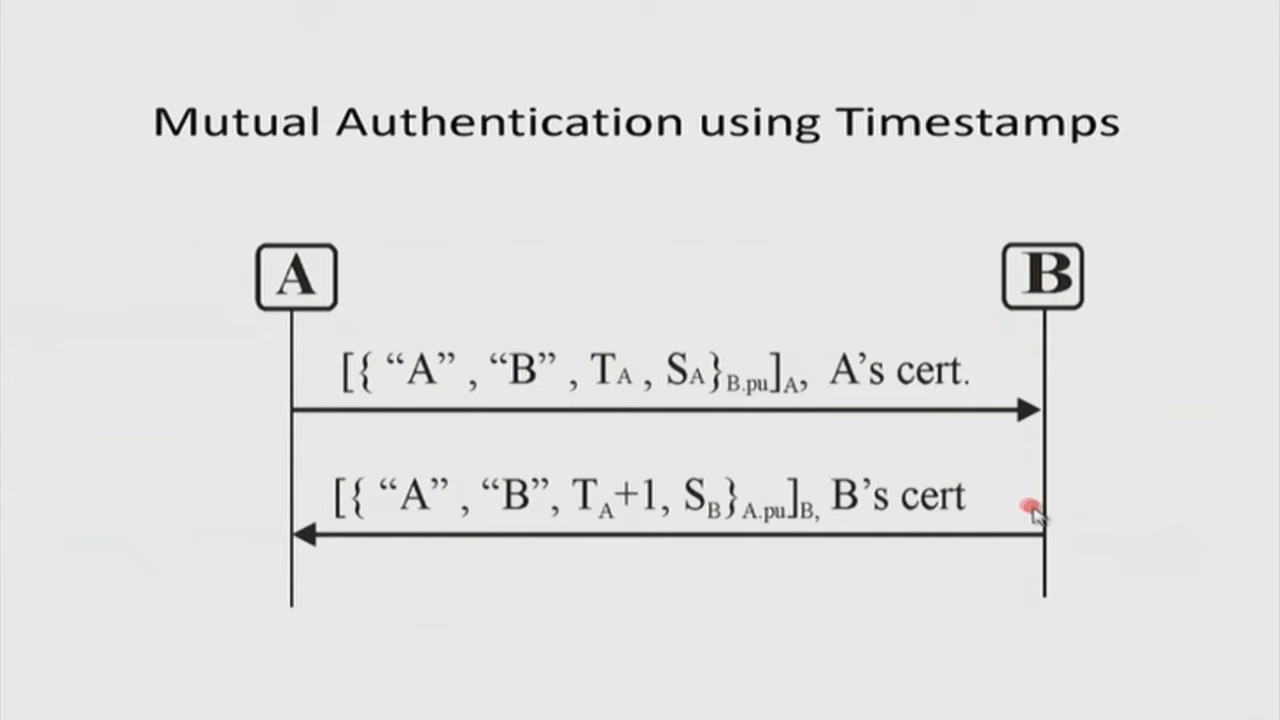 Mutual Authentication using Timestamps
A B
[{ “A” , “B” , TA , SA}B.pu]A, A’s cert.
[{ “A” , “B”, TA+1, SB}A.pu]B, B’s cert